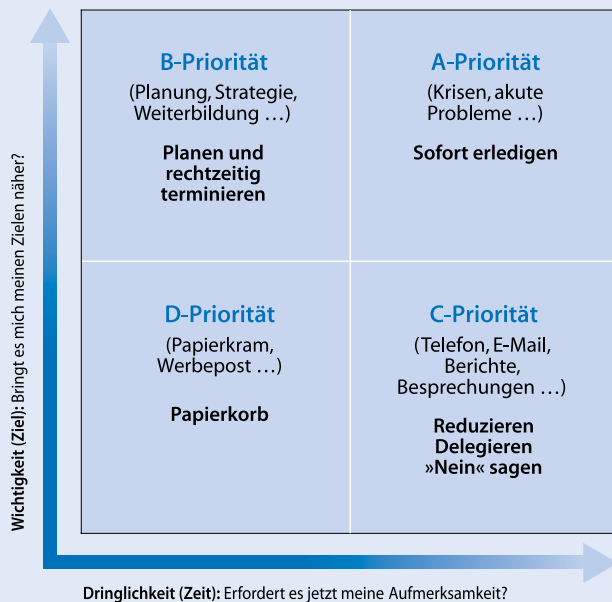 Wichtigkeit (Ziel): Bringt es mich meinen Zielen näher?
B-Priorität
(Planung, Strategie,
Weiterbildung …)
Planen und
rechtzeitig
terminieren
A-Priorität
(Krisen, akute
Probleme …)
Sofort erledigen
D-Priorität
(Papierkram,
Werbepost …)
Papierkorb
C-Priorität
(Telefon, E-Mail,
Berichte,
Besprechungen …)
Reduzieren
Delegieren
»Nein« sagen
Dringlichkeit (Zeit): Erfordert es jetzt meine Aufmerksamkeit?